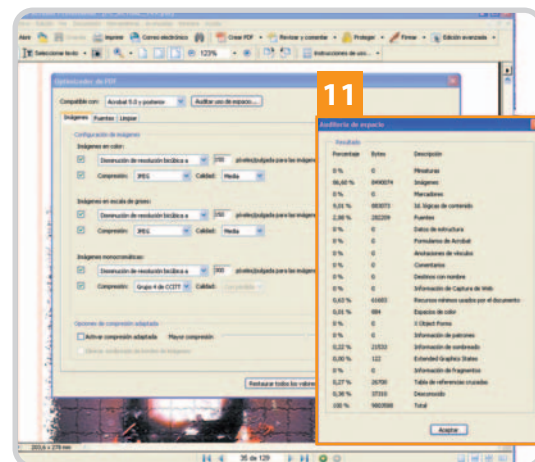 Abrir Imprimir Correo electrónico Crear PDF Revisar y comentar Proteger Firmar Edición avanzada
Seleccionar texto 123% Instrucciones de uso...
Optimizador de PDF
Compatible con: Acrobat 5.0 y posterior Auditar uso de espacio...
Imágenes Fuentes Limpiar
Configuración de imágenes
Imágenes en color:
Disminución de resolución bicúbica a píxeles/pulgada para las imágenes
Compresión: JPEG Calidad: Media
Imágenes en escala de grises:
Disminución de resolución bicúbica a píxeles/pulgada para las imágenes
Compresión: JPEG Calidad: Media
Imágenes monocromáticas:
Disminución de resolución bicúbica a 300 píxeles/pulgada para las imágenes
Compresión: Grupo 4 de CCITT Calidad:
Opciones de compresión adaptada
Activar compresión adaptada Mayor compresión
Restaurar todos los valores
11
Auditoría de espacio
Resultado
Porcentaje Bytes Descripción
0 % 0 Miniaturas
86,60 % Imágenes
0 % 0 Marcadores
9,01 % Id. lógicas de contenido
2,88 % 282209 Fuentes
0 % 0 Datos de estructura
0 % 0 Formularios de Acrobat
0 % 0 Anotaciones de vínculos
0 % 0 Comentarios
0 % 0 Destinos con nombre
0 % 0 Información de Captura de Web
0,63 % Recursos mínimos usados por el documento
0,01 % 884 Espacios de color
0 % 0 X Object Forms
0 % 0 Información de patrones
0,22 % 21533 Información de sombreado
0,00 % 122 Extended Graphics States
0 % 0 Información de fragmentos
0,27 % 26700 Tabla de referencias cruzadas
0,38 % 37310 Desconocido
100 % Total
Aceptar
203,6 x 278 mm
35 de 129